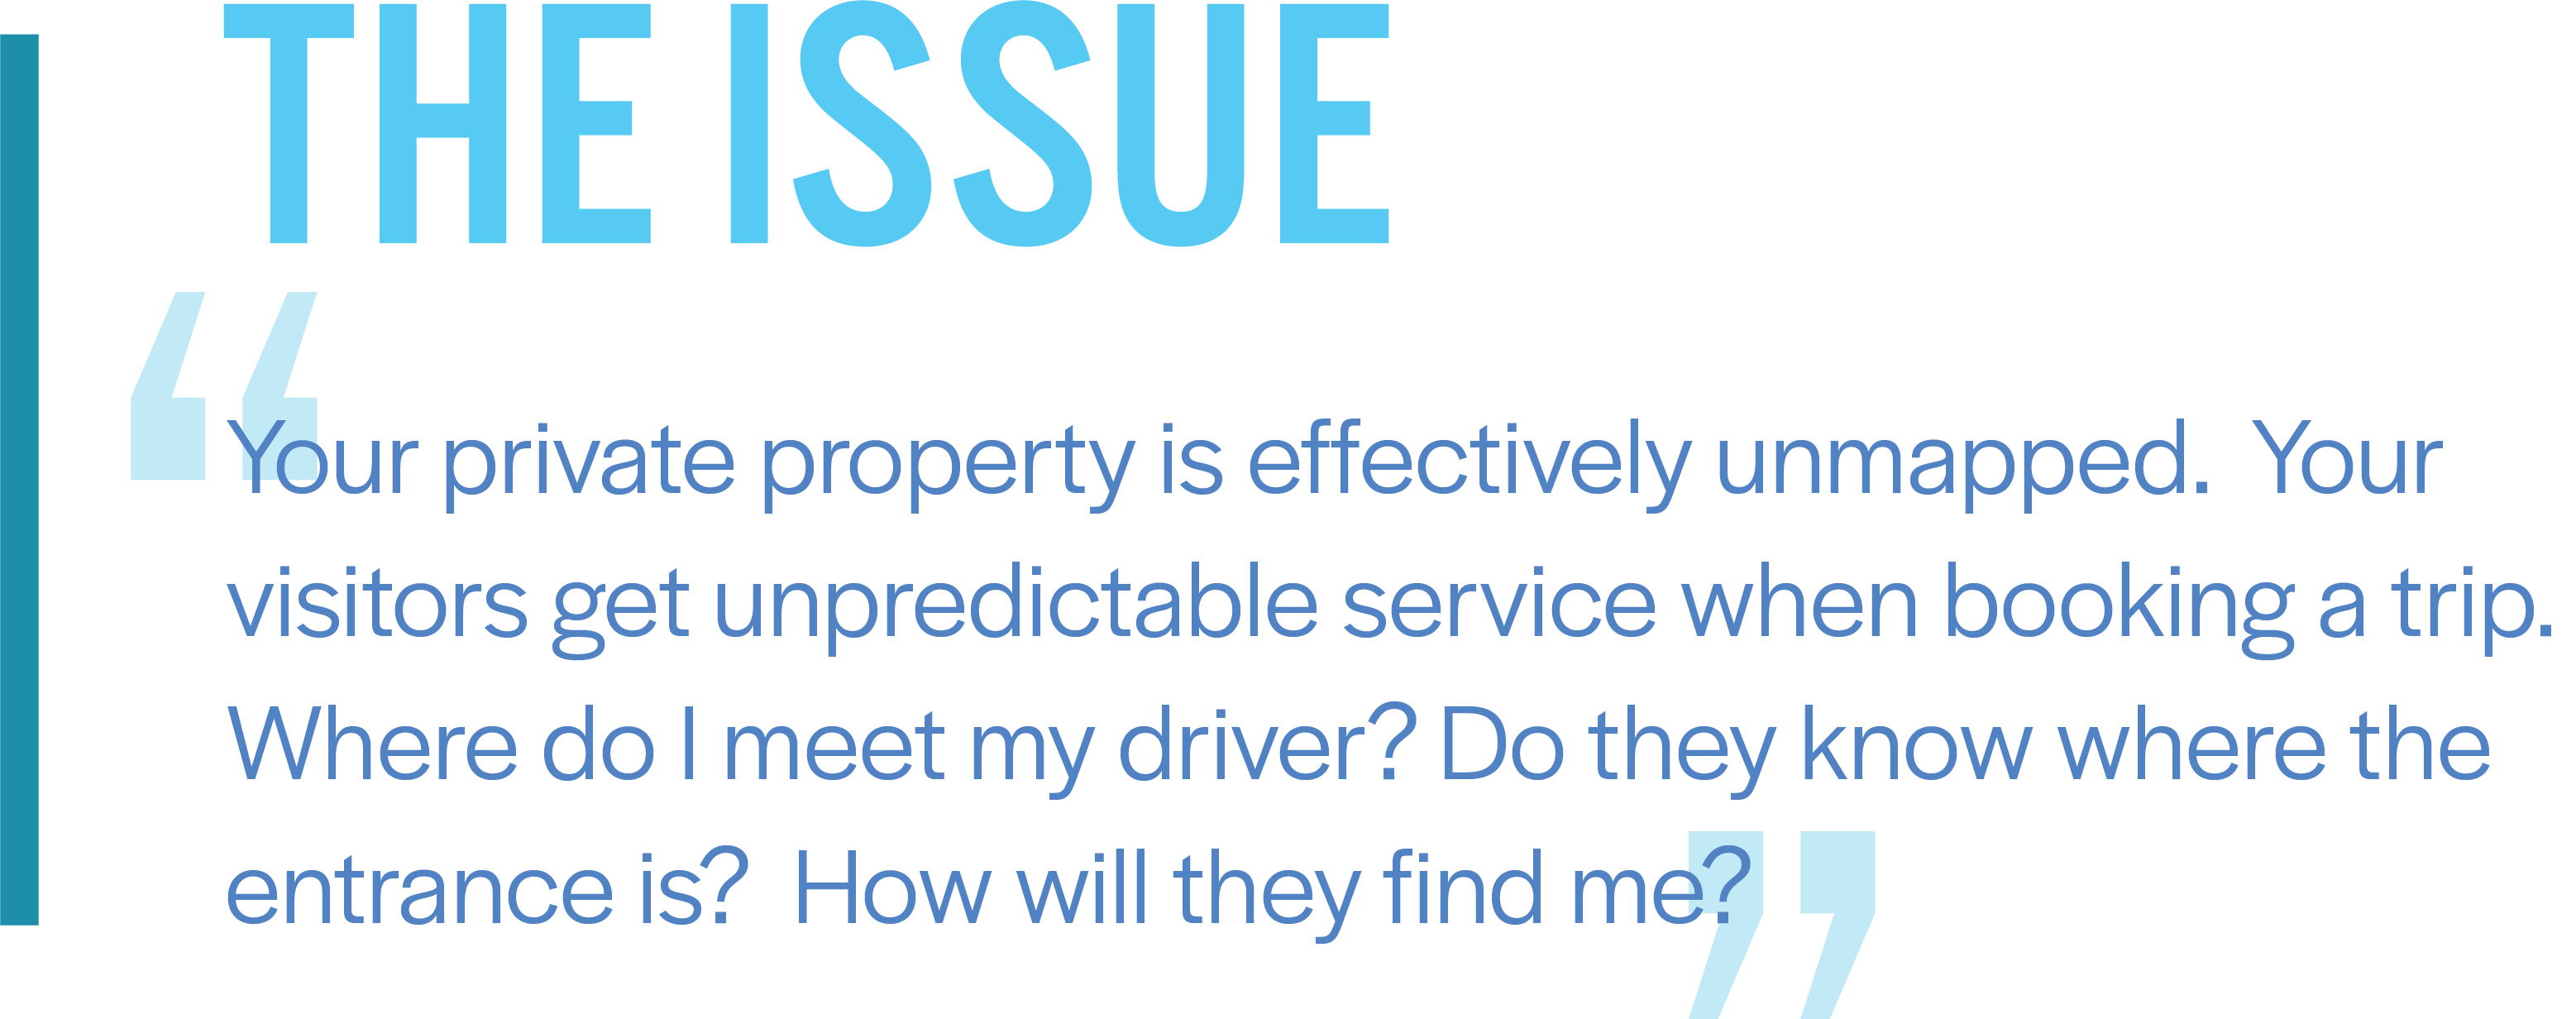 THE ISSUE
“Your private property is effectively unmapped.  Your
visitors get unpredictable service when booking a trip.
Where do I meet my driver? Do they know where the
entrance is?  How will they find me?”